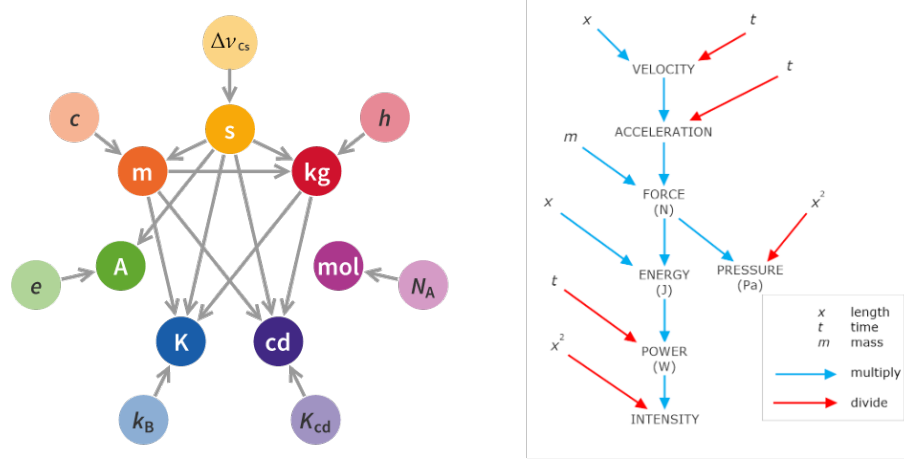 Δν_Cs
c
s
h
m
kg
e
A
mol
N_A
K
cd
k_B
K_cd
x
t
VELOCITY
t
m
ACCELERATION
x
FORCE
(N)
x²
t
ENERGY
(J)
PRESSURE
(Pa)
x²
POWER
(W)
INTENSITY
x length
t time
m mass
multiply
divide